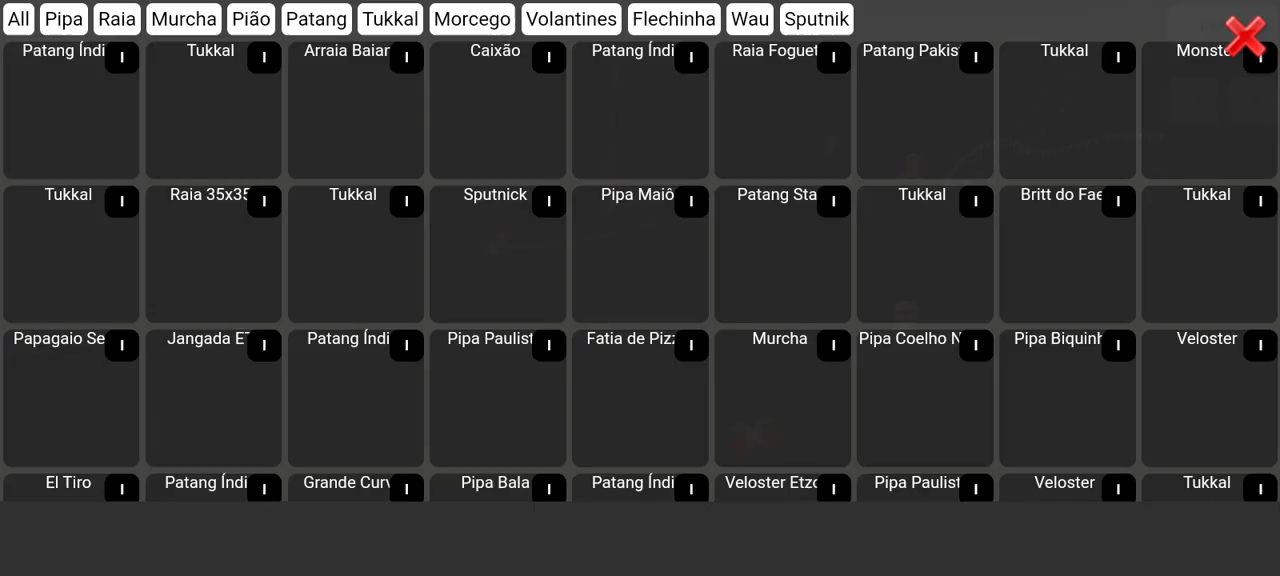 All Pipa Raia Murcha Pião Patang Tukkal Morcego Volantines Flechinha Wau Sputnik
Patang Índi I Tukkal I Arraia Baian I Caixão I Patang Índi I Raia Foguet I Patang Pakis I Tukkal I Monst I
Tukkal I Raia 35x35 I Tukkal I Sputnick I Pipa Maiô I Patang Sta I Tukkal I Britt do Fae I Tukkal I
Papagaio Se I Jangada ET I Patang Índi I Pipa Paulist I Fatia de Pizz I Murcha I Pipa Coelho N I Pipa Biquinh I Veloster I
El Tiro I Patang Índi I Grande Curv I Pipa Bala I Patang Índi I Veloster Etzo I Pipa Paulist I Veloster I Tukkal I